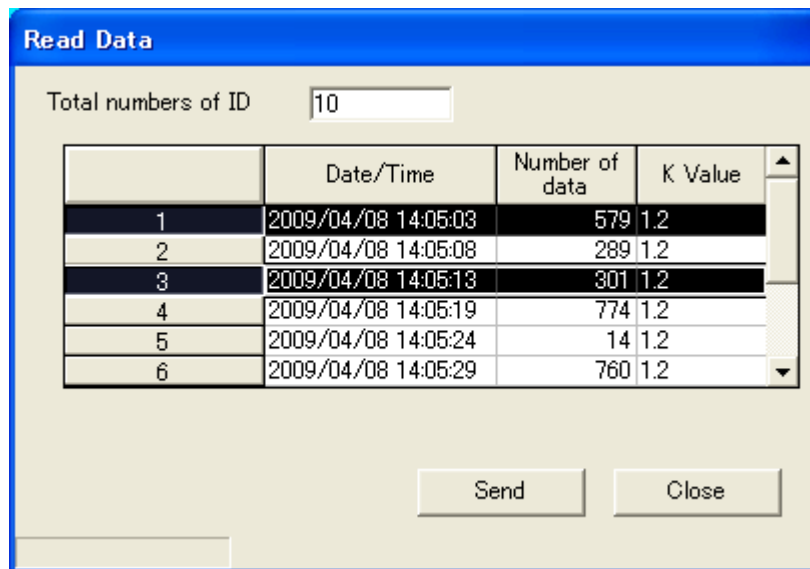 Read Data
Total numbers of ID 10
Date/Time Number of data K Value
1 2009/04/08 14:05:03 579 1.2
2 2009/04/08 14:05:08 289 1.2
3 2009/04/08 14:05:13 301 1.2
4 2009/04/08 14:05:19 774 1.2
5 2009/04/08 14:05:24 14 1.2
6 2009/04/08 14:05:29 760 1.2
Send Close